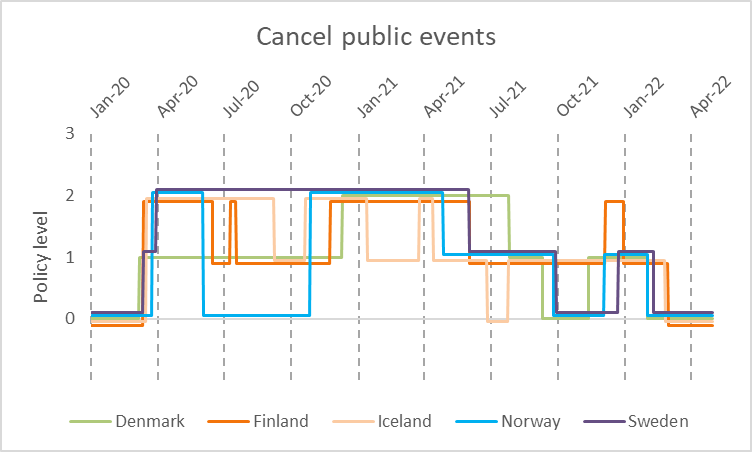 Cancel public events
Jan-20 Apr-20 Jul-20 Oct-20 Jan-21 Apr-21 Jul-21 Oct-21 Jan-22 Apr-22
3
2
1
0
Policy level
Denmark Finland Iceland Norway Sweden